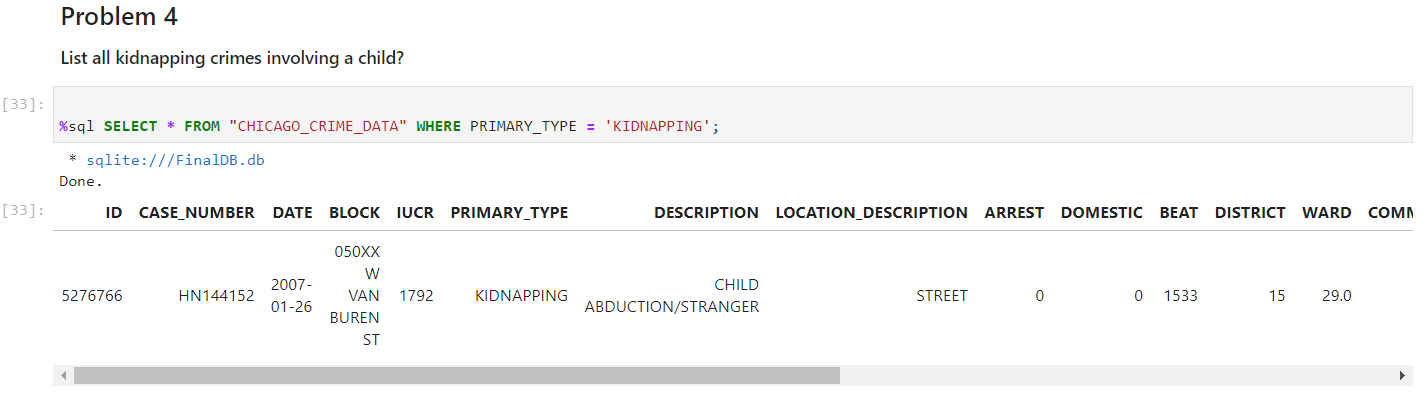 Problem 4
List all kidnapping crimes involving a child?
[33]:
%sql SELECT * FROM "CHICAGO_CRIME_DATA" WHERE PRIMARY_TYPE = 'KIDNAPPING';
* sqlite:///FinalDB.db
Done.
[33]:
ID CASE_NUMBER DATE BLOCK IUCR PRIMARY_TYPE DESCRIPTION LOCATION_DESCRIPTION ARREST DOMESTIC BEAT DISTRICT WARD COMM
5276766 HN144152
2007-
01-26
050XX
W
VAN
BUREN
ST
1792 KIDNAPPING
CHILD
ABDUCTION/STRANGER
STREET 0 0 1533 15 29.0